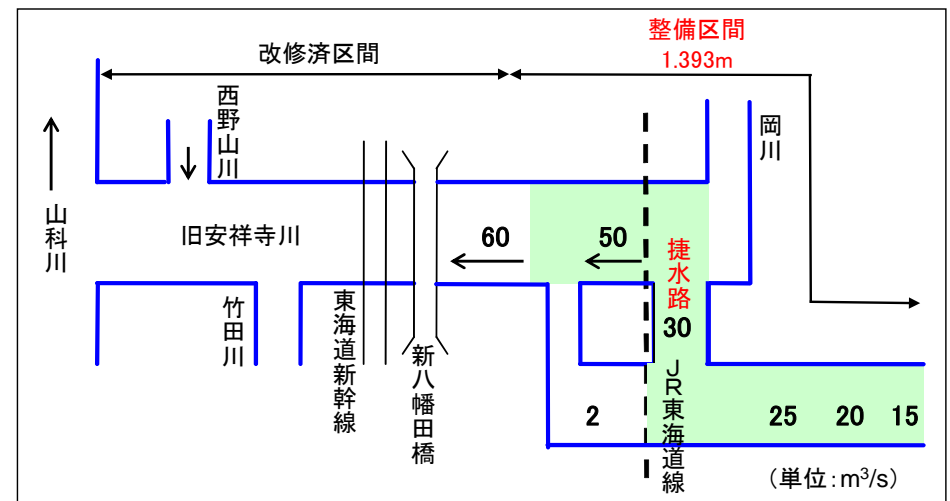 整備区間
1.393m
改修済区間
西野山川
岡川
山科川
旧安祥寺川
60
50
捷水路
30
竹田川
東海道新幹線
新八幡田橋
JR東海道線
2
25
20
15
(単位:m³/s)